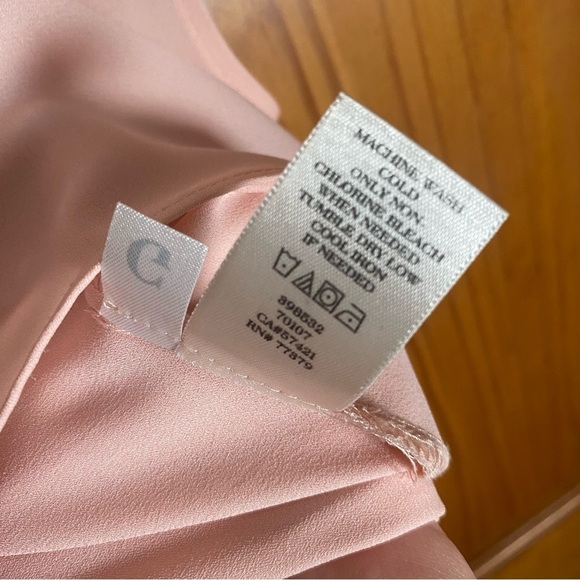 MACHINE WASH
COLD
ONLY NON-
CHLORINE BLEACH
WHEN NEEDED
TUMBLE DRY LOW
COOL IRON
IF NEEDED
398532
70107
CA#57421
RN# 77379
C